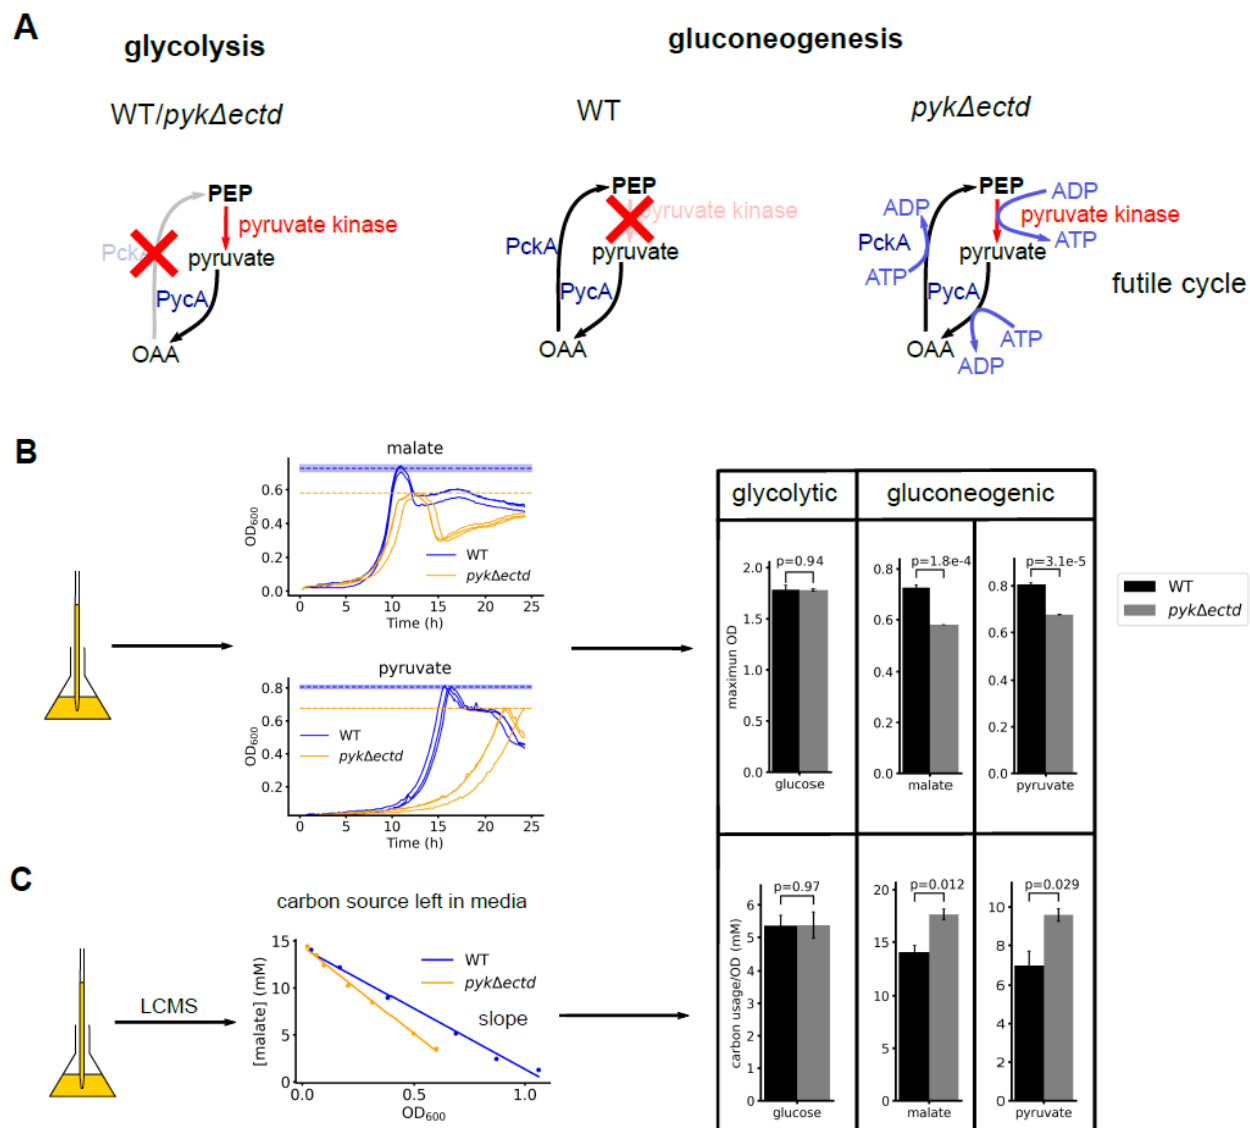 A
glycolysis
gluconeogenesis
WT/pykΔectd
WT
pykΔectd
PEP
pyruvate kinase
PckA
pyruvate
PycA
OAA
PEP
pyruvate kinase
PckA
pyruvate
PycA
OAA
PEP
ADP
ADP
pyruvate kinase
PckA
ATP
pyruvate
ATP
PycA
futile cycle
OAA
ATP
ADP
B
malate
OD600
0.6
0.4
0.2
0.0
WT
pykΔectd
0 5 10 15 20 25
Time (h)
pyruvate
OD600
0.8
0.6
0.4
0.2
WT
pykΔectd
0 5 10 15 20 25
Time (h)
glycolytic
gluconeogenic
maximun OD
p=0.94
2.0
1.5
1.0
0.5
0.0
glucose
p=1.8e-4
0.8
0.6
0.4
0.2
0.0
malate
p=3.1e-5
0.8
0.6
0.4
0.2
0.0
pyruvate
WT
pykΔectd
C
LCMS
carbon source left in media
[malate] (mM)
15
10
5
0
WT
pykΔectd
slope
0.0 0.5 1.0
OD600
carbon usage/OD (mM)
p=0.97
6
5
4
3
2
1
0
glucose
p=0.012
20
15
10
5
0
malate
p=0.029
10
8
6
4
2
0
pyruvate